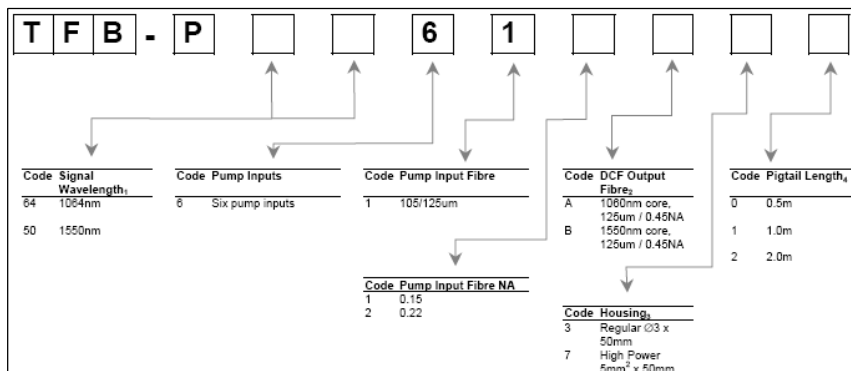 T F B - P 6 1
Code Signal Wavelength1
64 1064nm
50 1550nm
Code Pump Inputs
6 Six pump inputs
Code Pump Input Fibre
1 105/125um
Code Pump Input Fibre NA
1 0.15
2 0.22
Code DCF Output Fibre2
A 1060nm core,
125um / 0.45NA
B 1550nm core,
125um / 0.45NA
Code Housing3
3 Regular Ø3 x
50mm
7 High Power
5mm² x 50mm
Code Pigtail Length4
0 0.5m
1 1.0m
2 2.0m